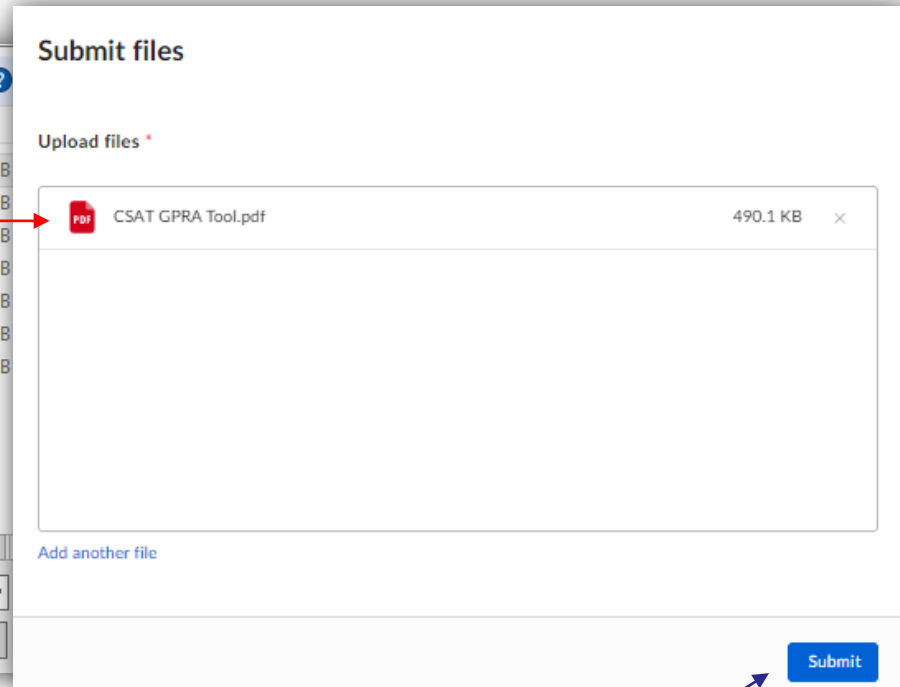 Submit files
?
Upload files *
B
B
PDF CSAT GPRA Tool.pdf 490.1 KB ×
B
B
B
B
B
Add another file
Submit